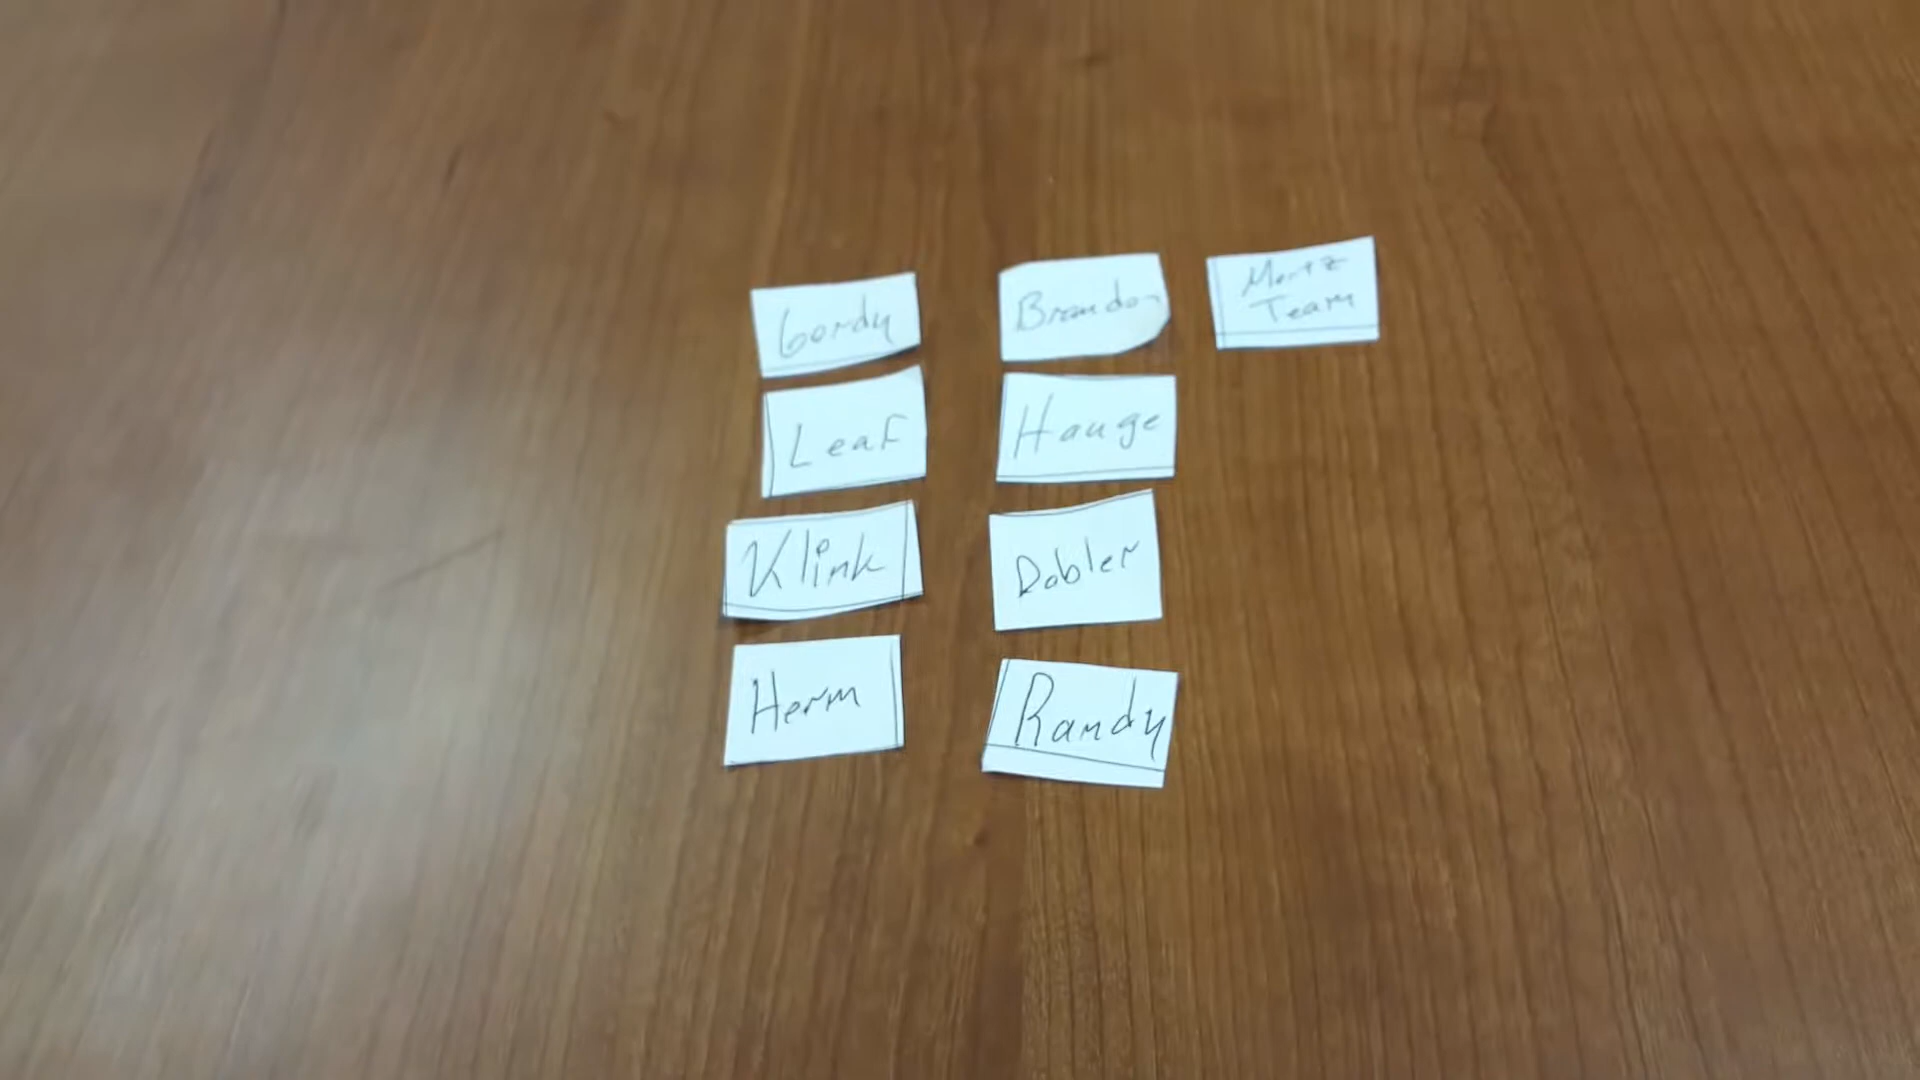 Gordy
Brandon
Mertz
Team
Leaf
Hauge
Klink
Dobler
Herm
Randy